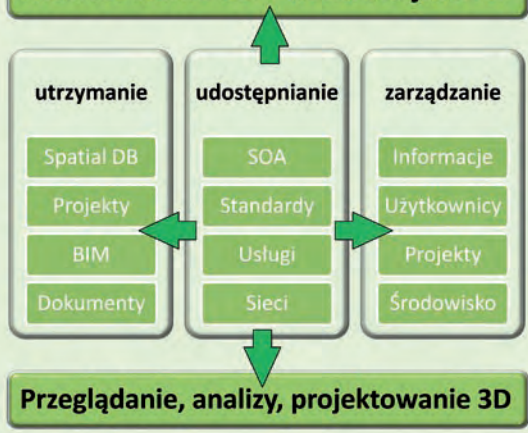 utrzymanie
Spatial DB
Projekty
BIM
Dokumenty
udostępnianie
SOA
Standardy
Usługi
Sieci
zarządzanie
Informacje
Użytkownicy
Projekty
Środowisko
Przeglądanie, analizy, projektowanie 3D